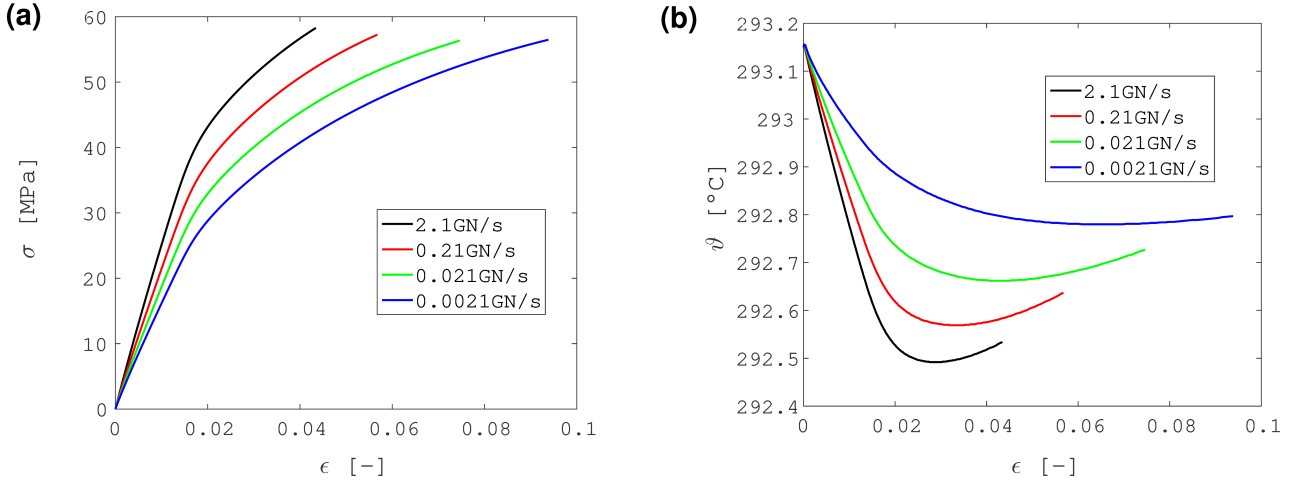 (a)
60
50
40
30
20
10
0
σ [MPa]
2.1GN/s
0.21GN/s
0.021GN/s
0.0021GN/s
0 0.02 0.04 0.06 0.08 0.1
ϵ [-]
(b)
293.2
293.1
293
292.9
292.8
292.7
292.6
292.5
292.4
ϑ [°C]
2.1GN/s
0.21GN/s
0.021GN/s
0.0021GN/s
0 0.02 0.04 0.06 0.08 0.1
ϵ [-]